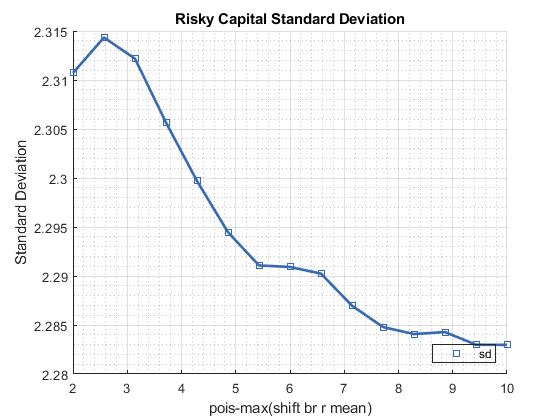 Risky Capital Standard Deviation
2.315
2.31
2.305
2.3
2.295
2.29
2.285
2.28
Standard Deviation
sd
2 3 4 5 6 7 8 9 10
pois-max(shift br r mean)